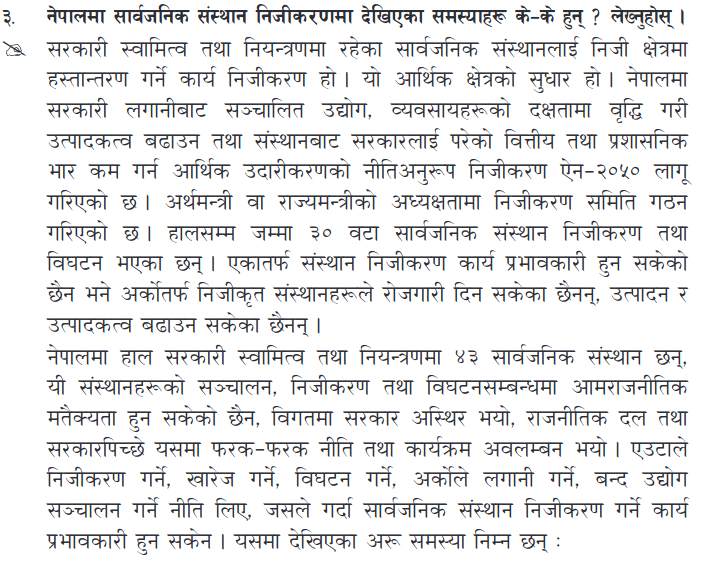 ३. नेपालमा सार्वजनिक संस्थान निजीकरणमा देखिएका समस्याहरू के-के हुन् ? लेख्नुहोस् ।
सरकारी स्वामित्व तथा नियन्त्रणमा रहेका सार्वजनिक संस्थानलाई निजी क्षेत्रमा
हस्तान्तरण गर्ने कार्य निजीकरण हो । यो आर्थिक क्षेत्रको सुधार हो । नेपालमा
सरकारी लगानीबाट सञ्चालित उद्योग, व्यवसायहरूको दक्षतामा वृद्धि गरी
उत्पादकत्व बढाउन तथा संस्थानबाट सरकारलाई परेको वित्तीय तथा प्रशासनिक
भार कम गर्न आर्थिक उदारीकरणको नीतिअनुरूप निजीकरण ऐन-२०५० लागू
गरिएको छ । अर्थमन्त्री वा राज्यमन्त्रीको अध्यक्षतामा निजीकरण समिति गठन
गरिएको छ । हालसम्म जम्मा ३० वटा सार्वजनिक संस्थान निजीकरण तथा
विघटन भएका छन् । एकातर्फ संस्थान निजीकरण कार्य प्रभावकारी हुन सकेको
छैन भने अर्कोतर्फ निजीकृत संस्थानहरूले रोजगारी दिन सकेका छैनन्, उत्पादन र
उत्पादकत्व बढाउन सकेका छैनन् ।
नेपालमा हाल सरकारी स्वामित्व तथा नियन्त्रणमा ४३ सार्वजनिक संस्थान छन्,
यी संस्थानहरूको सञ्चालन, निजीकरण तथा विघटनसम्बन्धमा आमराजनीतिक
मतैक्यता हुन सकेको छैन, विगतमा सरकार अस्थिर भयो, राजनीतिक दल तथा
सरकारपिच्छे यसमा फरक-फरक नीति तथा कार्यक्रम अवलम्बन भयो । एउटाले
निजीकरण गर्ने, खारेज गर्ने, विघटन गर्ने, अर्कोले लगानी गर्ने, बन्द उद्योग
सञ्चालन गर्ने नीति लिए, जसले गर्दा सार्वजनिक संस्थान निजीकरण गर्ने कार्य
प्रभावकारी हुन सकेन । यसमा देखिएका अरू समस्या निम्न छन् :